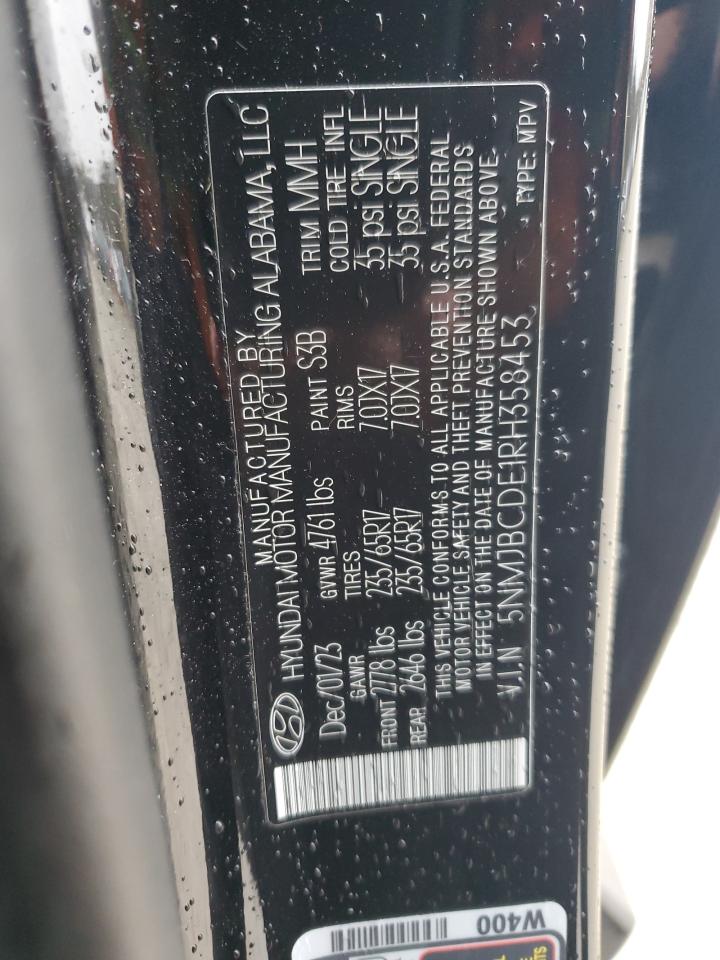 MANUFACTURED BY
HYUNDAI MOTOR MANUFACTURING ALABAMA, LLC
Dec/01/23 GVWR 4761 lbs PAINT S3B TRIM MMH
GAWR TIRES RIMS COLD TIRE INFL
FRONT 2778 lbs 235/65R17 7.0JX17 35 psi SINGLE
REAR 2646 lbs 235/65R17 7.0JX17 35 psi SINGLE
THIS VEHICLE CONFORMS TO ALL APPLICABLE U.S.A. FEDERAL
MOTOR VEHICLE SAFETY AND THEFT PREVENTION STANDARDS
IN EFFECT ON THE DATE OF MANUFACTURE SHOWN ABOVE.
V.I.N 5NMJBCDE1RH358453 TYPE: MPV
W400